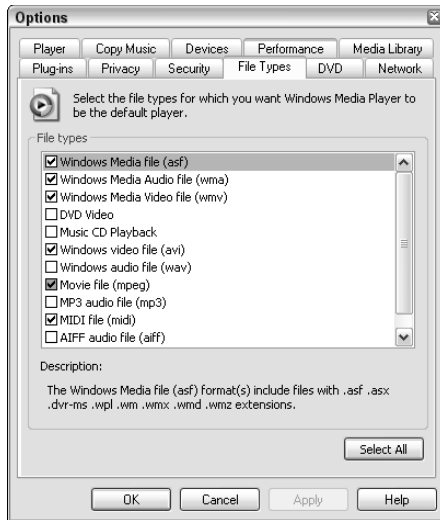 Options
Player Copy Music Devices Performance Media Library
Plug-ins Privacy Security File Types DVD Network
Select the file types for which you want Windows Media Player to
be the default player.
File types
Windows Media file (asf)
Windows Media Audio file (wma)
Windows Media Video file (wmv)
DVD Video
Music CD Playback
Windows video file (avi)
Windows audio file (wav)
Movie file (mpeg)
MP3 audio file (mp3)
MIDI file (midi)
AIFF audio file (aiff)
Description:
The Windows Media file (asf) format(s) include files with .asf .asx
.dvr-ms .wpl .wm .wmx .wmd .wmz extensions.
Select All
OK Cancel Apply Help